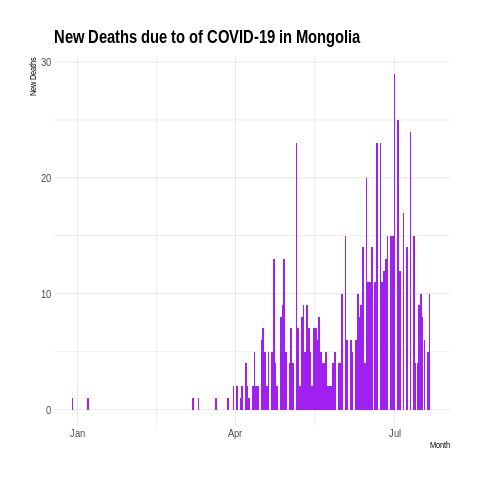 New Deaths due to of COVID-19 in Mongolia
New Deaths
30
20
10
0
Jan
Apr
Jul
Month